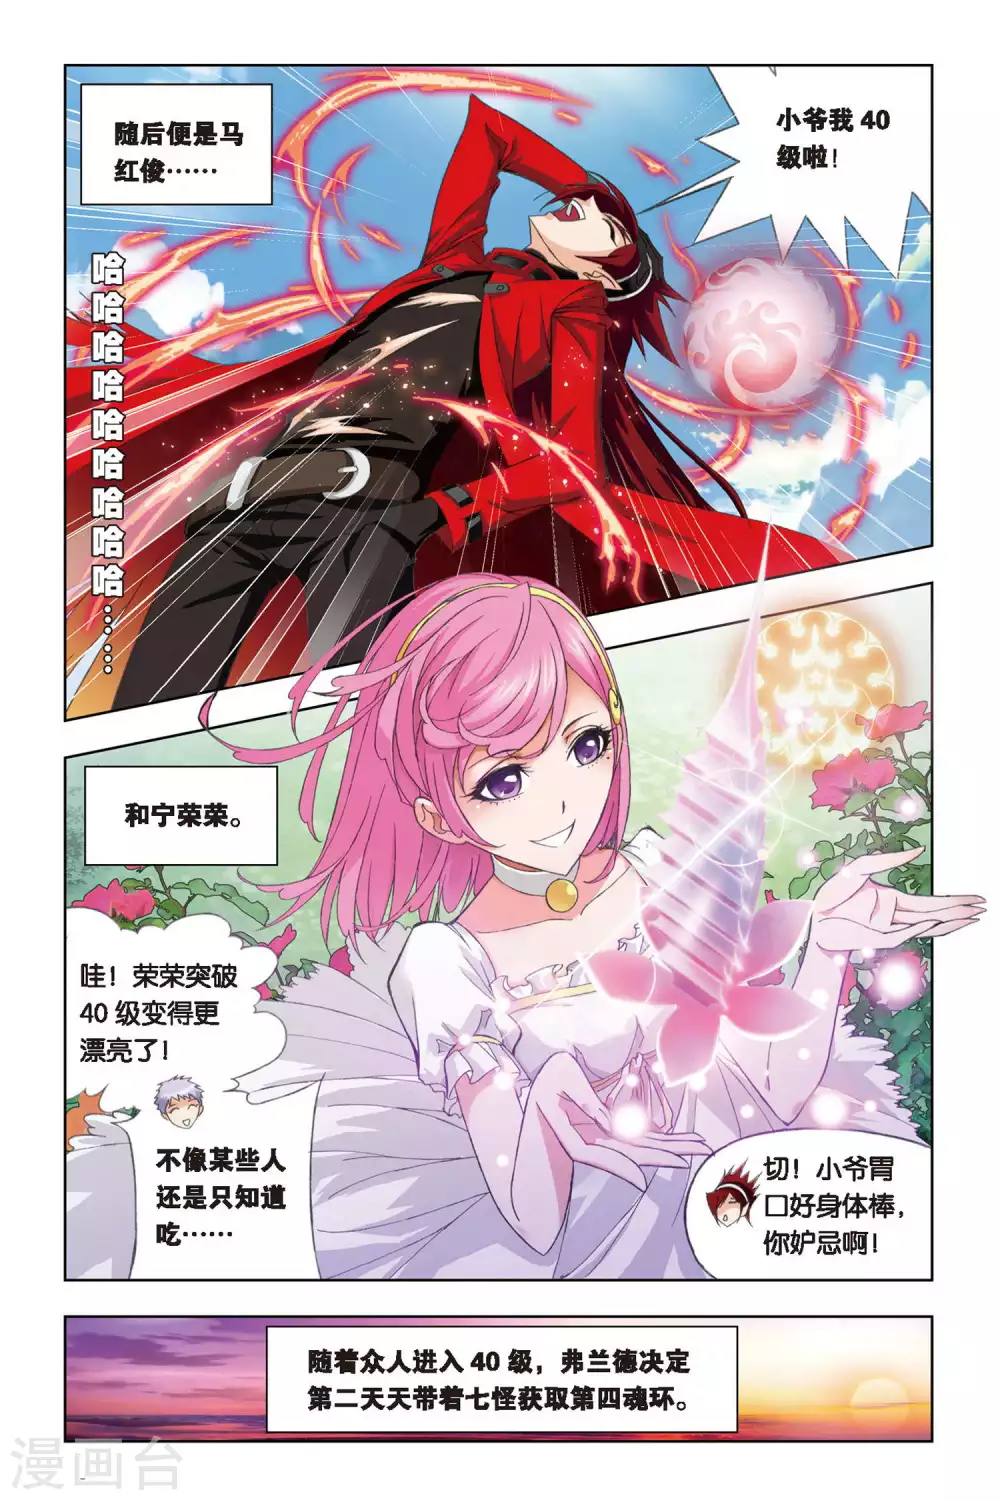 随后便是马
红俊……
小爷我 40
级啦！
哈哈哈哈哈哈哈哈哈……
和宁荣荣。
哇！荣荣突破
40 级变得更
漂亮了！
不像某些人
还是只知道
吃……
切！小爷胃
口好身体棒，
你妒忌啊！
随着众人进入 40 级，弗兰德决定
第二天天带着七怪获取第四魂环。
漫画台